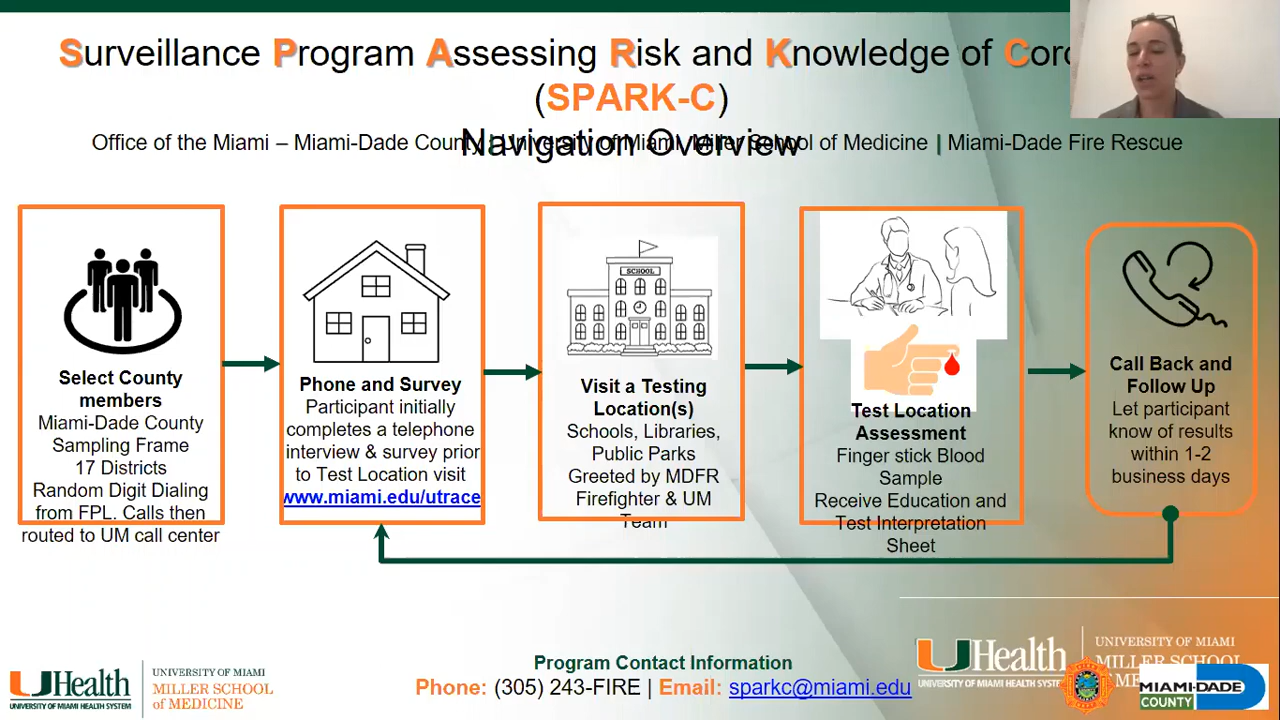 Surveillance Program Assessing Risk and Knowledge of
(SPARK-C)
Navigation Overview
Office of the Miami – Miami-Dade County | University of Miami Miller School of Medicine | Miami-Dade Fire Rescue
Select County
members
Miami-Dade County
Sampling Frame
17 Districts
Random Digit Dialing
from FPL. Calls then
routed to UM call center
Phone and Survey
Participant initially
completes a telephone
interview & survey prior
to Test Location visit
www.miami.edu/utrace
SCHOOL
Visit a Testing
Location(s)
Schools, Libraries,
Public Parks
Greeted by MDFR
Firefighter & UM
Team
Test Location
Assessment
Finger stick Blood
Sample
Receive Education and
Test Interpretation
Sheet
Call Back and
Follow Up
Let participant
know of results
within 1-2
business days
Program Contact Information
Phone: (305) 243-FIRE | Email: sparkc@miami.edu
UHealth
UNIVERSITY OF MIAMI HEALTH SYSTEM
UNIVERSITY OF MIAMI
MILLER SCHOOL
of MEDICINE
UHealth
UNIVERSITY OF MIAMI HEALTH
UNIVERSITY OF MIAMI
MILLER SCHOOL
MIAMI-DADE
COUNTY